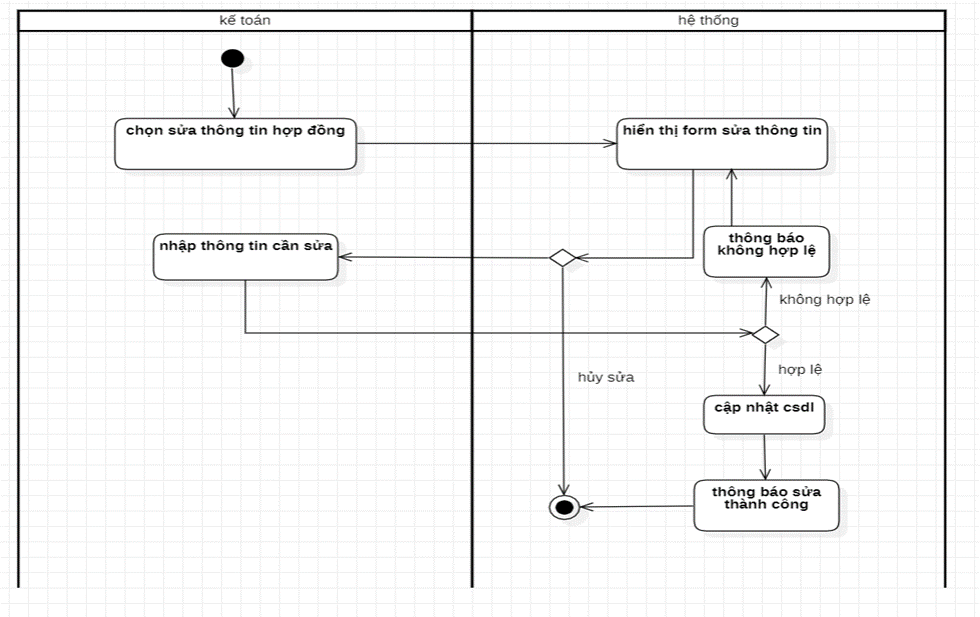 kế toán
hệ thống
chọn sửa thông tin hợp đồng
hiển thị form sửa thông tin
nhập thông tin cần sửa
thông báo
không hợp lệ
không hợp lệ
hủy sửa
hợp lệ
cập nhật csdl
thông báo sửa
thành công